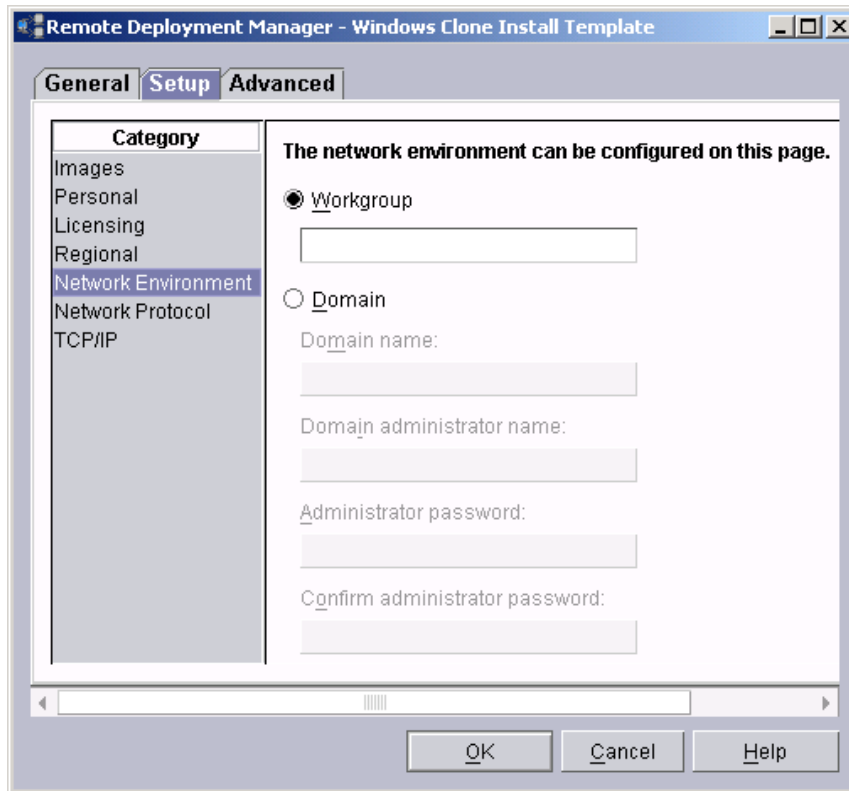 Remote Deployment Manager - Windows Clone Install Template
General Setup Advanced
Category
Images
Personal
Licensing
Regional
Network Environment
Network Protocol
TCP/IP
The network environment can be configured on this page.
Workgroup
Domain
Domain name:
Domain administrator name:
Administrator password:
Confirm administrator password:
OK Cancel Help